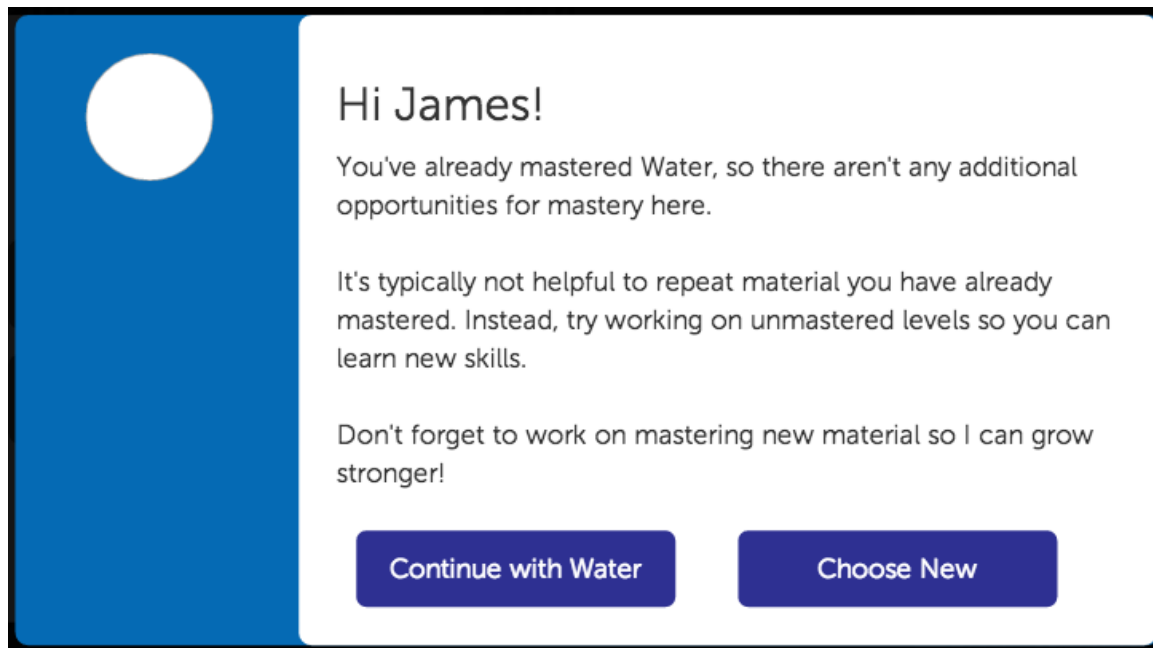 Hi James!
You've already mastered Water, so there aren't any additional
opportunities for mastery here.
It's typically not helpful to repeat material you have already
mastered. Instead, try working on unmastered levels so you can
learn new skills.
Don't forget to work on mastering new material so I can grow
stronger!
Continue with Water
Choose New